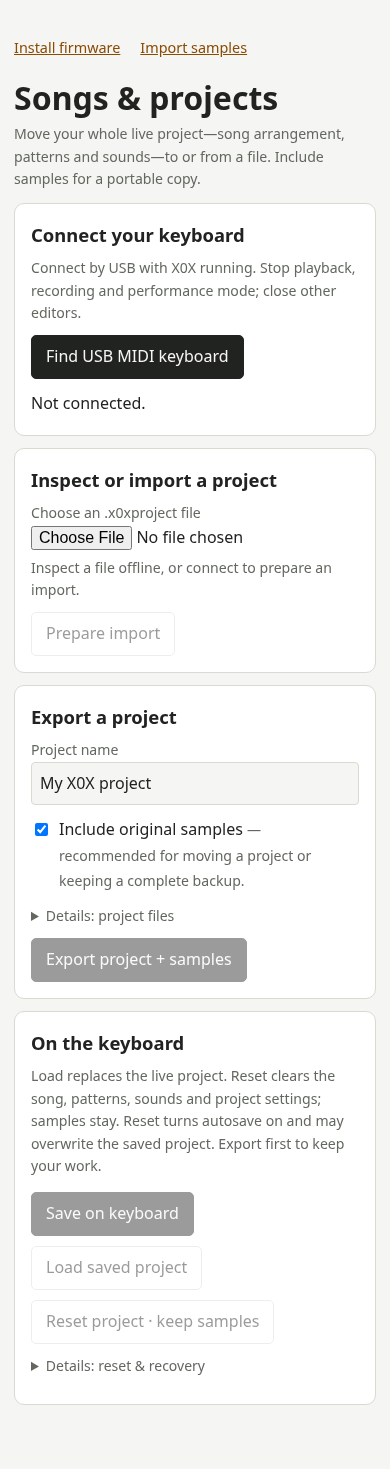 Install firmware Import samples
Songs & projects
Move your whole live project—song arrangement,
patterns and sounds—to or from a file. Include
samples for a portable copy.
Connect your keyboard
Connect by USB with X0X running. Stop playback,
recording and performance mode; close other
editors.
Find USB MIDI keyboard
Not connected.
Inspect or import a project
Choose an .x0xproject file
Choose File No file chosen
Inspect a file offline, or connect to prepare an
import.
Prepare import
Export a project
Project name
My X0X project
Include original samples —
recommended for moving a project or
keeping a complete backup.
Details: project files
Export project + samples
On the keyboard
Load replaces the live project. Reset clears the
song, patterns, sounds and project settings;
samples stay. Reset turns autosave on and may
overwrite the saved project. Export first to keep
your work.
Save on keyboard
Load saved project
Reset project · keep samples
Details: reset & recovery